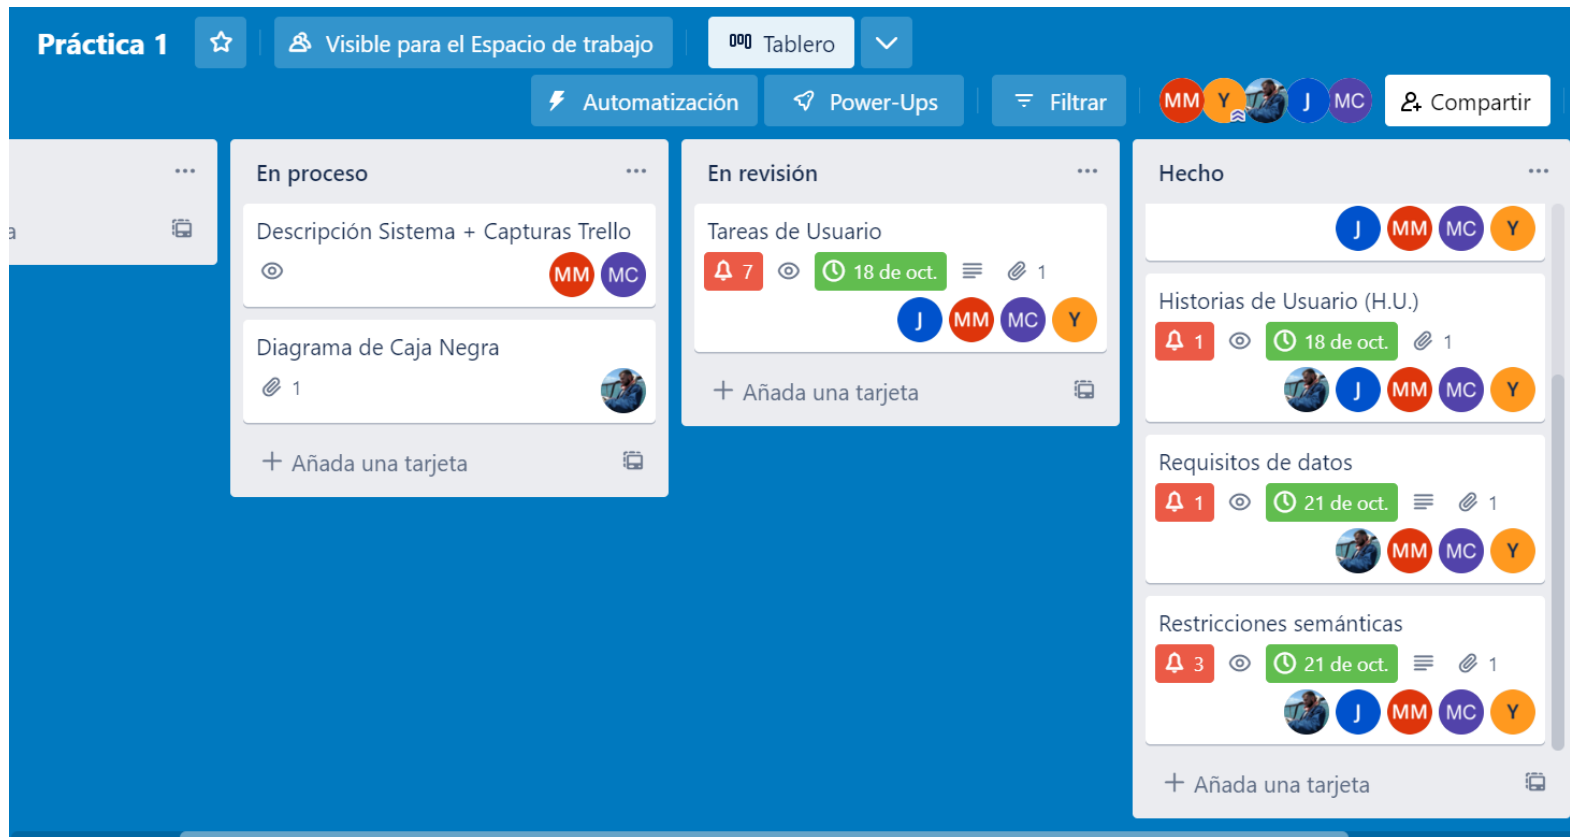 Práctica 1
Visible para el Espacio de trabajo
Tablero
Automatización
Power-Ups
Filtrar
MM Y J MC
Compartir
a
En proceso
Descripción Sistema + Capturas Trello
MM MC
Diagrama de Caja Negra
1
Añada una tarjeta
En revisión
Tareas de Usuario
7 18 de oct. 1
J MM MC Y
Añada una tarjeta
Hecho
J MM MC Y
Historias de Usuario (H.U.)
1 18 de oct. 1
J MM MC Y
Requisitos de datos
1 21 de oct. 1
MM MC Y
Restricciones semánticas
3 21 de oct. 1
J MM MC Y
Añada una tarjeta